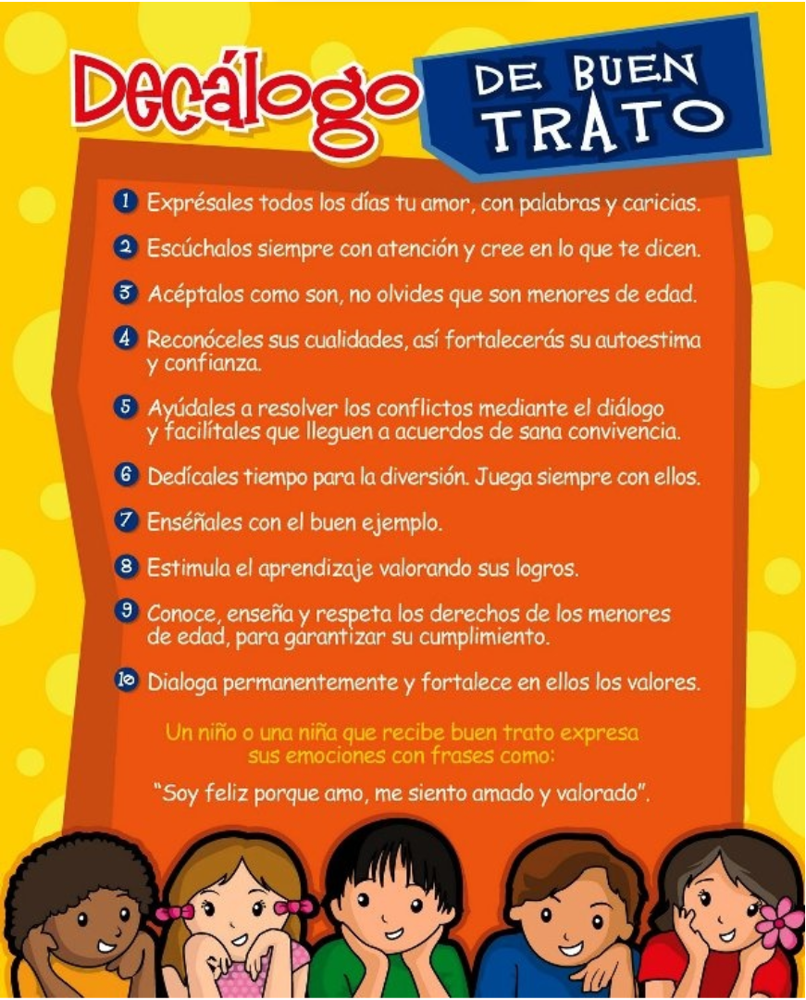 Decálogo DE BUEN
TRATO
1 Exprésales todos los días tu amor, con palabras y caricias.
2 Escúchalos siempre con atención y cree en lo que te dicen.
3 Acéptalos como son, no olvides que son menores de edad.
4 Reconóceles sus cualidades, así fortalecerás su autoestima
y confianza.
5 Ayúdales a resolver los conflictos mediante el diálogo
y facilítales que lleguen a acuerdos de sana convivencia.
6 Dedícales tiempo para la diversión. Juega siempre con ellos.
7 Enséñales con el buen ejemplo.
8 Estimula el aprendizaje valorando sus logros.
9 Conoce, enseña y respeta los derechos de los menores
de edad, para garantizar su cumplimiento.
10 Dialoga permanentemente y fortalece en ellos los valores.
Un niño o una niña que recibe buen trato expresa
sus emociones con frases como:
"Soy feliz porque amo, me siento amado y valorado".